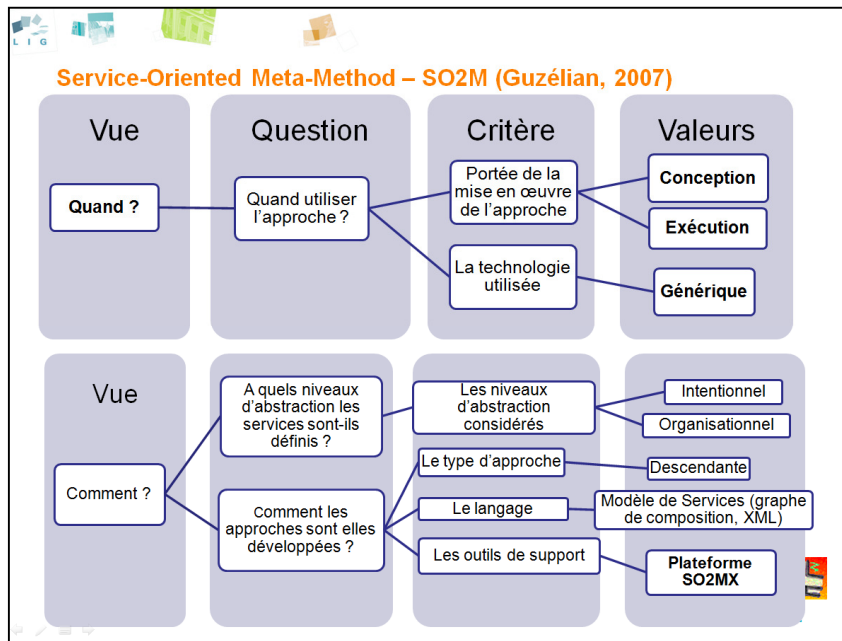 L I G
Service-Oriented Meta-Method – SO2M (Guzélian, 2007)
Vue
Question
Critère
Valeurs
Quand ?
Quand utiliser
l'approche ?
Portée de la
mise en œuvre
de l'approche
Conception
Exécution
La technologie
utilisée
Générique
Vue
Comment ?
A quels niveaux
d'abstraction les
services sont-ils
définis ?
Les niveaux
d'abstraction
considérés
Intentionnel
Organisationnel
Comment les
approches sont elles
développées ?
Le type d'approche
Descendante
Le langage
Modèle de Services (graphe
de composition, XML)
Les outils de support
Plateforme
SO2MX